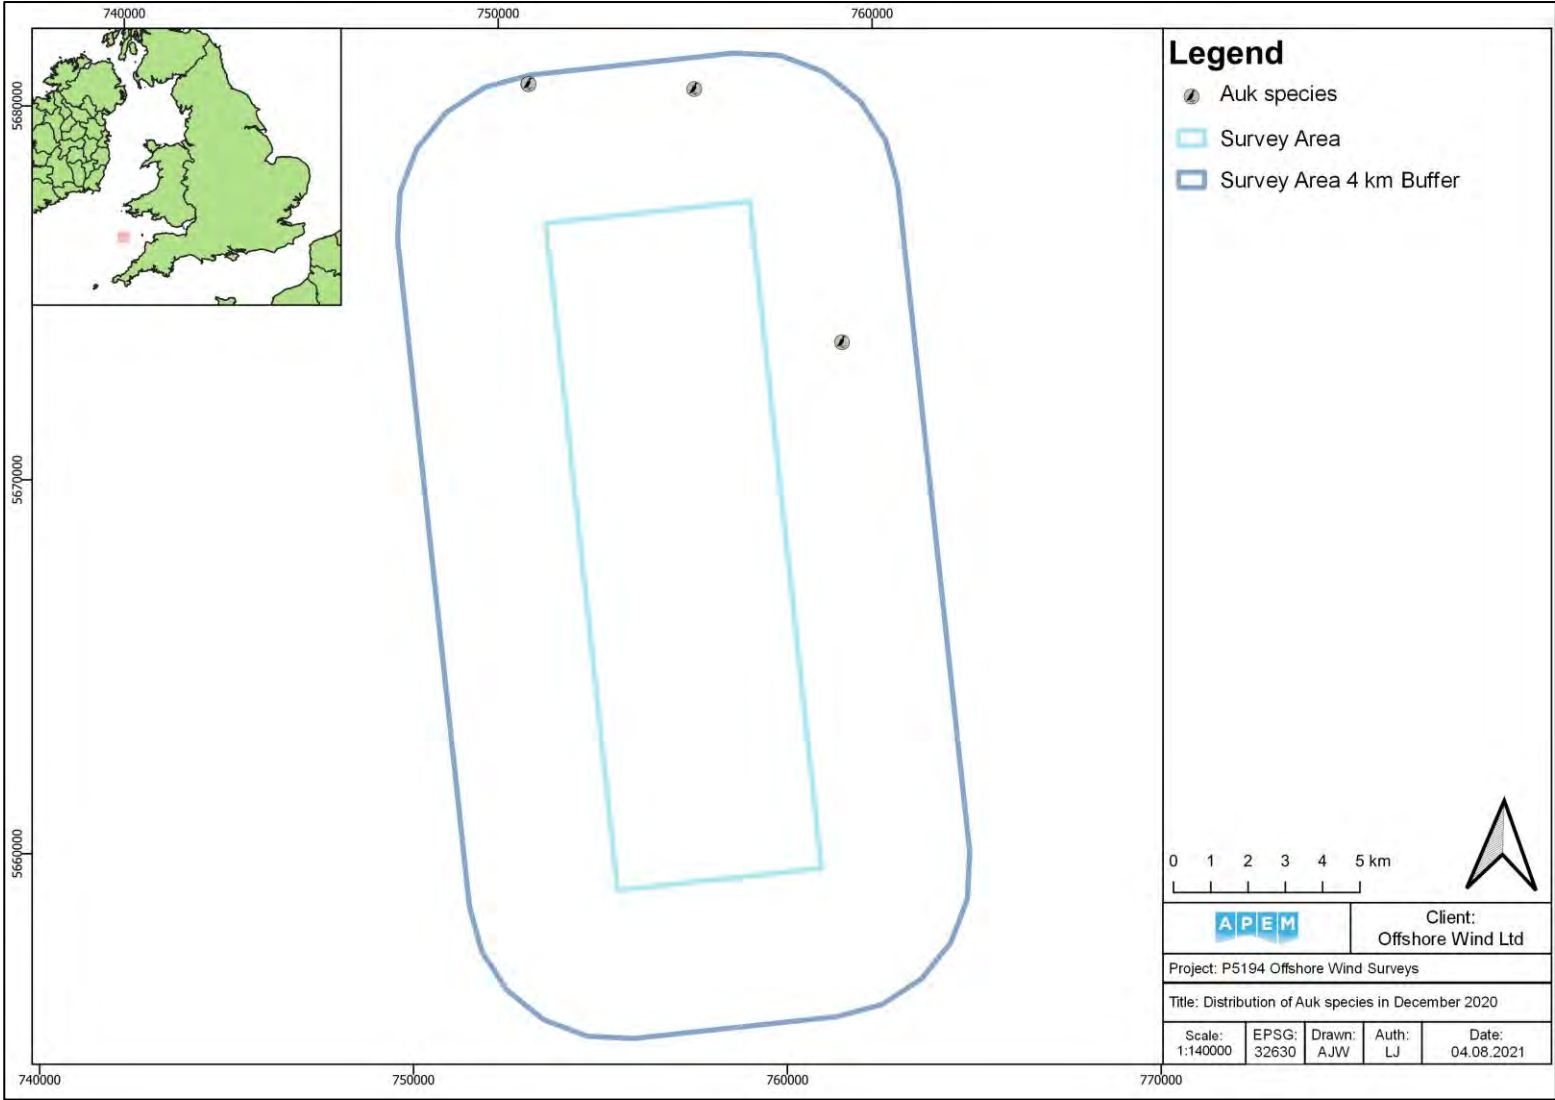 740000
750000
760000
5680000
5670000
5660000
Legend
Auk species
Survey Area
Survey Area 4 km Buffer
0 1 2 3 4 5 km
APEM
Client:
Offshore Wind Ltd
Project: P5194 Offshore Wind Surveys
Title: Distribution of Auk species in December 2020
Scale:
1:140000
EPSG:
32630
Drawn:
AJW
Auth:
LJ
Date:
04.08.2021
740000
750000
760000
770000